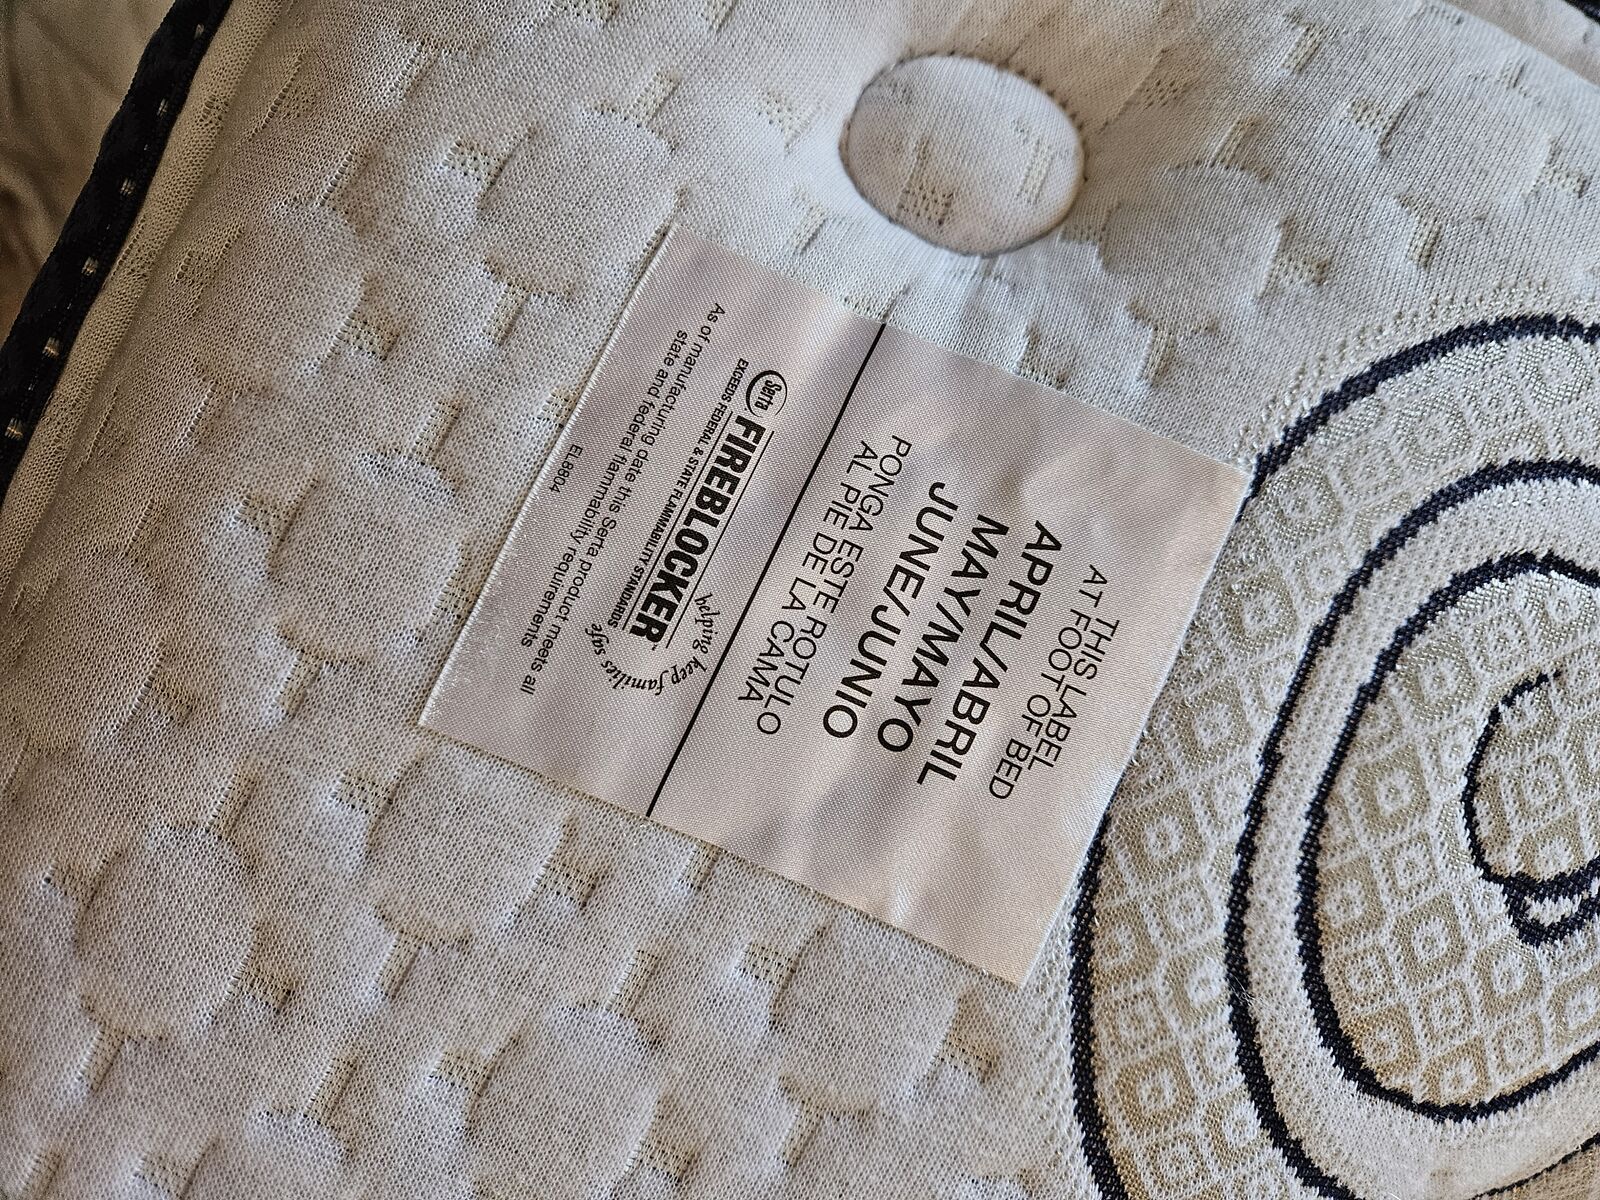 THIS LABEL
AT FOOT OF BED
APRIL/ABRIL
MAY/MAYO
JUNE/JUNIO
PONGA ESTE ROTULO
AL PIE DE LA CAMA
Serta FIREBLOCKER™
helping keep families safe
EXCEEDS FEDERAL & STATE FLAMMABILITY STANDARDS
As of manufacturing date this Serta product meets all
state and federal flammability requirements
EL8804